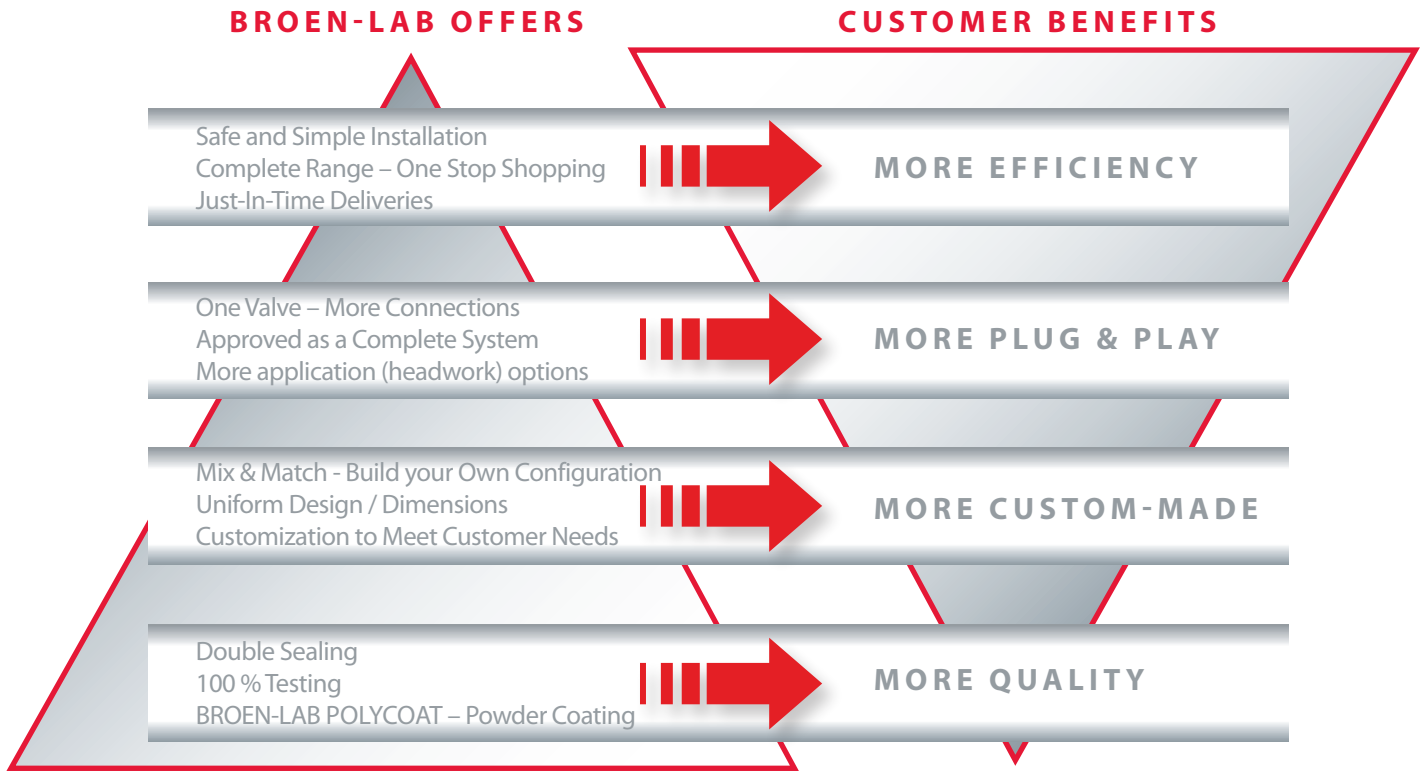 BROEN-LAB OFFERS
CUSTOMER BENEFITS
Safe and Simple Installation
Complete Range – One Stop Shopping
Just-In-Time Deliveries
MORE EFFICIENCY
One Valve – More Connections
Approved as a Complete System
More application (headwork) options
MORE PLUG & PLAY
Mix & Match - Build your Own Configuration
Uniform Design / Dimensions
Customization to Meet Customer Needs
MORE CUSTOM-MADE
Double Sealing
100 % Testing
BROEN-LAB POLYCOAT – Powder Coating
MORE QUALITY